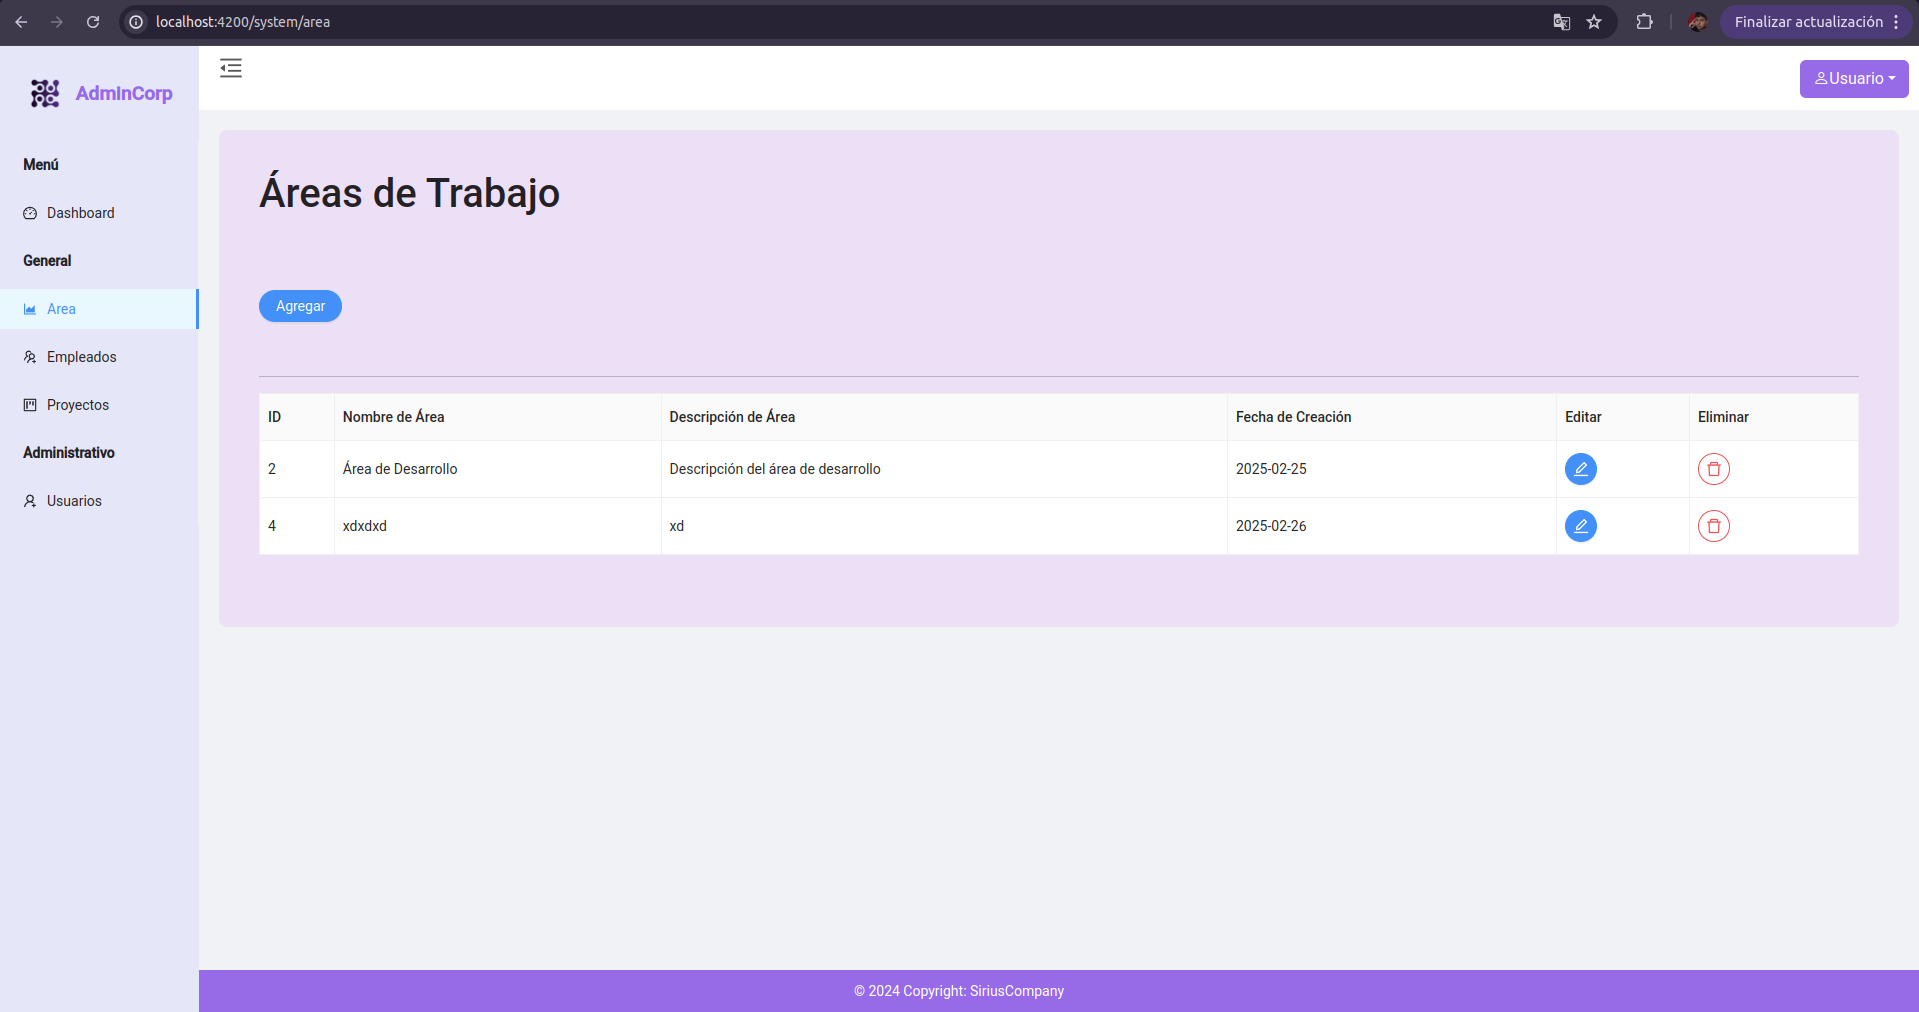 localhost:4200/system/area
Finalizar actualización
AdmInCorp
Usuario
Menú
Dashboard
General
Area
Empleados
Proyectos
Administrativo
Usuarios
Áreas de Trabajo
Agregar
ID Nombre de Área Descripción de Área Fecha de Creación Editar Eliminar
2 Área de Desarrollo Descripción del área de desarrollo 2025-02-25
4 xdxdxd xd 2025-02-26
© 2024 Copyright: SiriusCompany